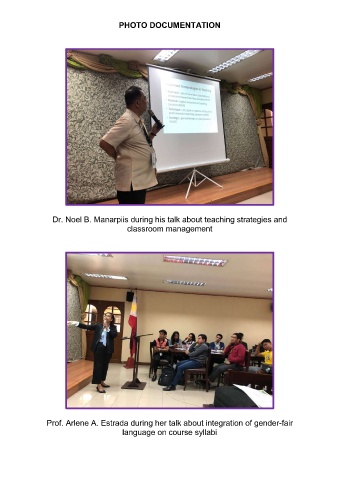 PHOTO DOCUMENTATION
Dr. Noel B. Manarpiis during his talk about teaching strategies and
classroom management
Prof. Arlene A. Estrada during her talk about integration of gender-fair
language on course syllabi